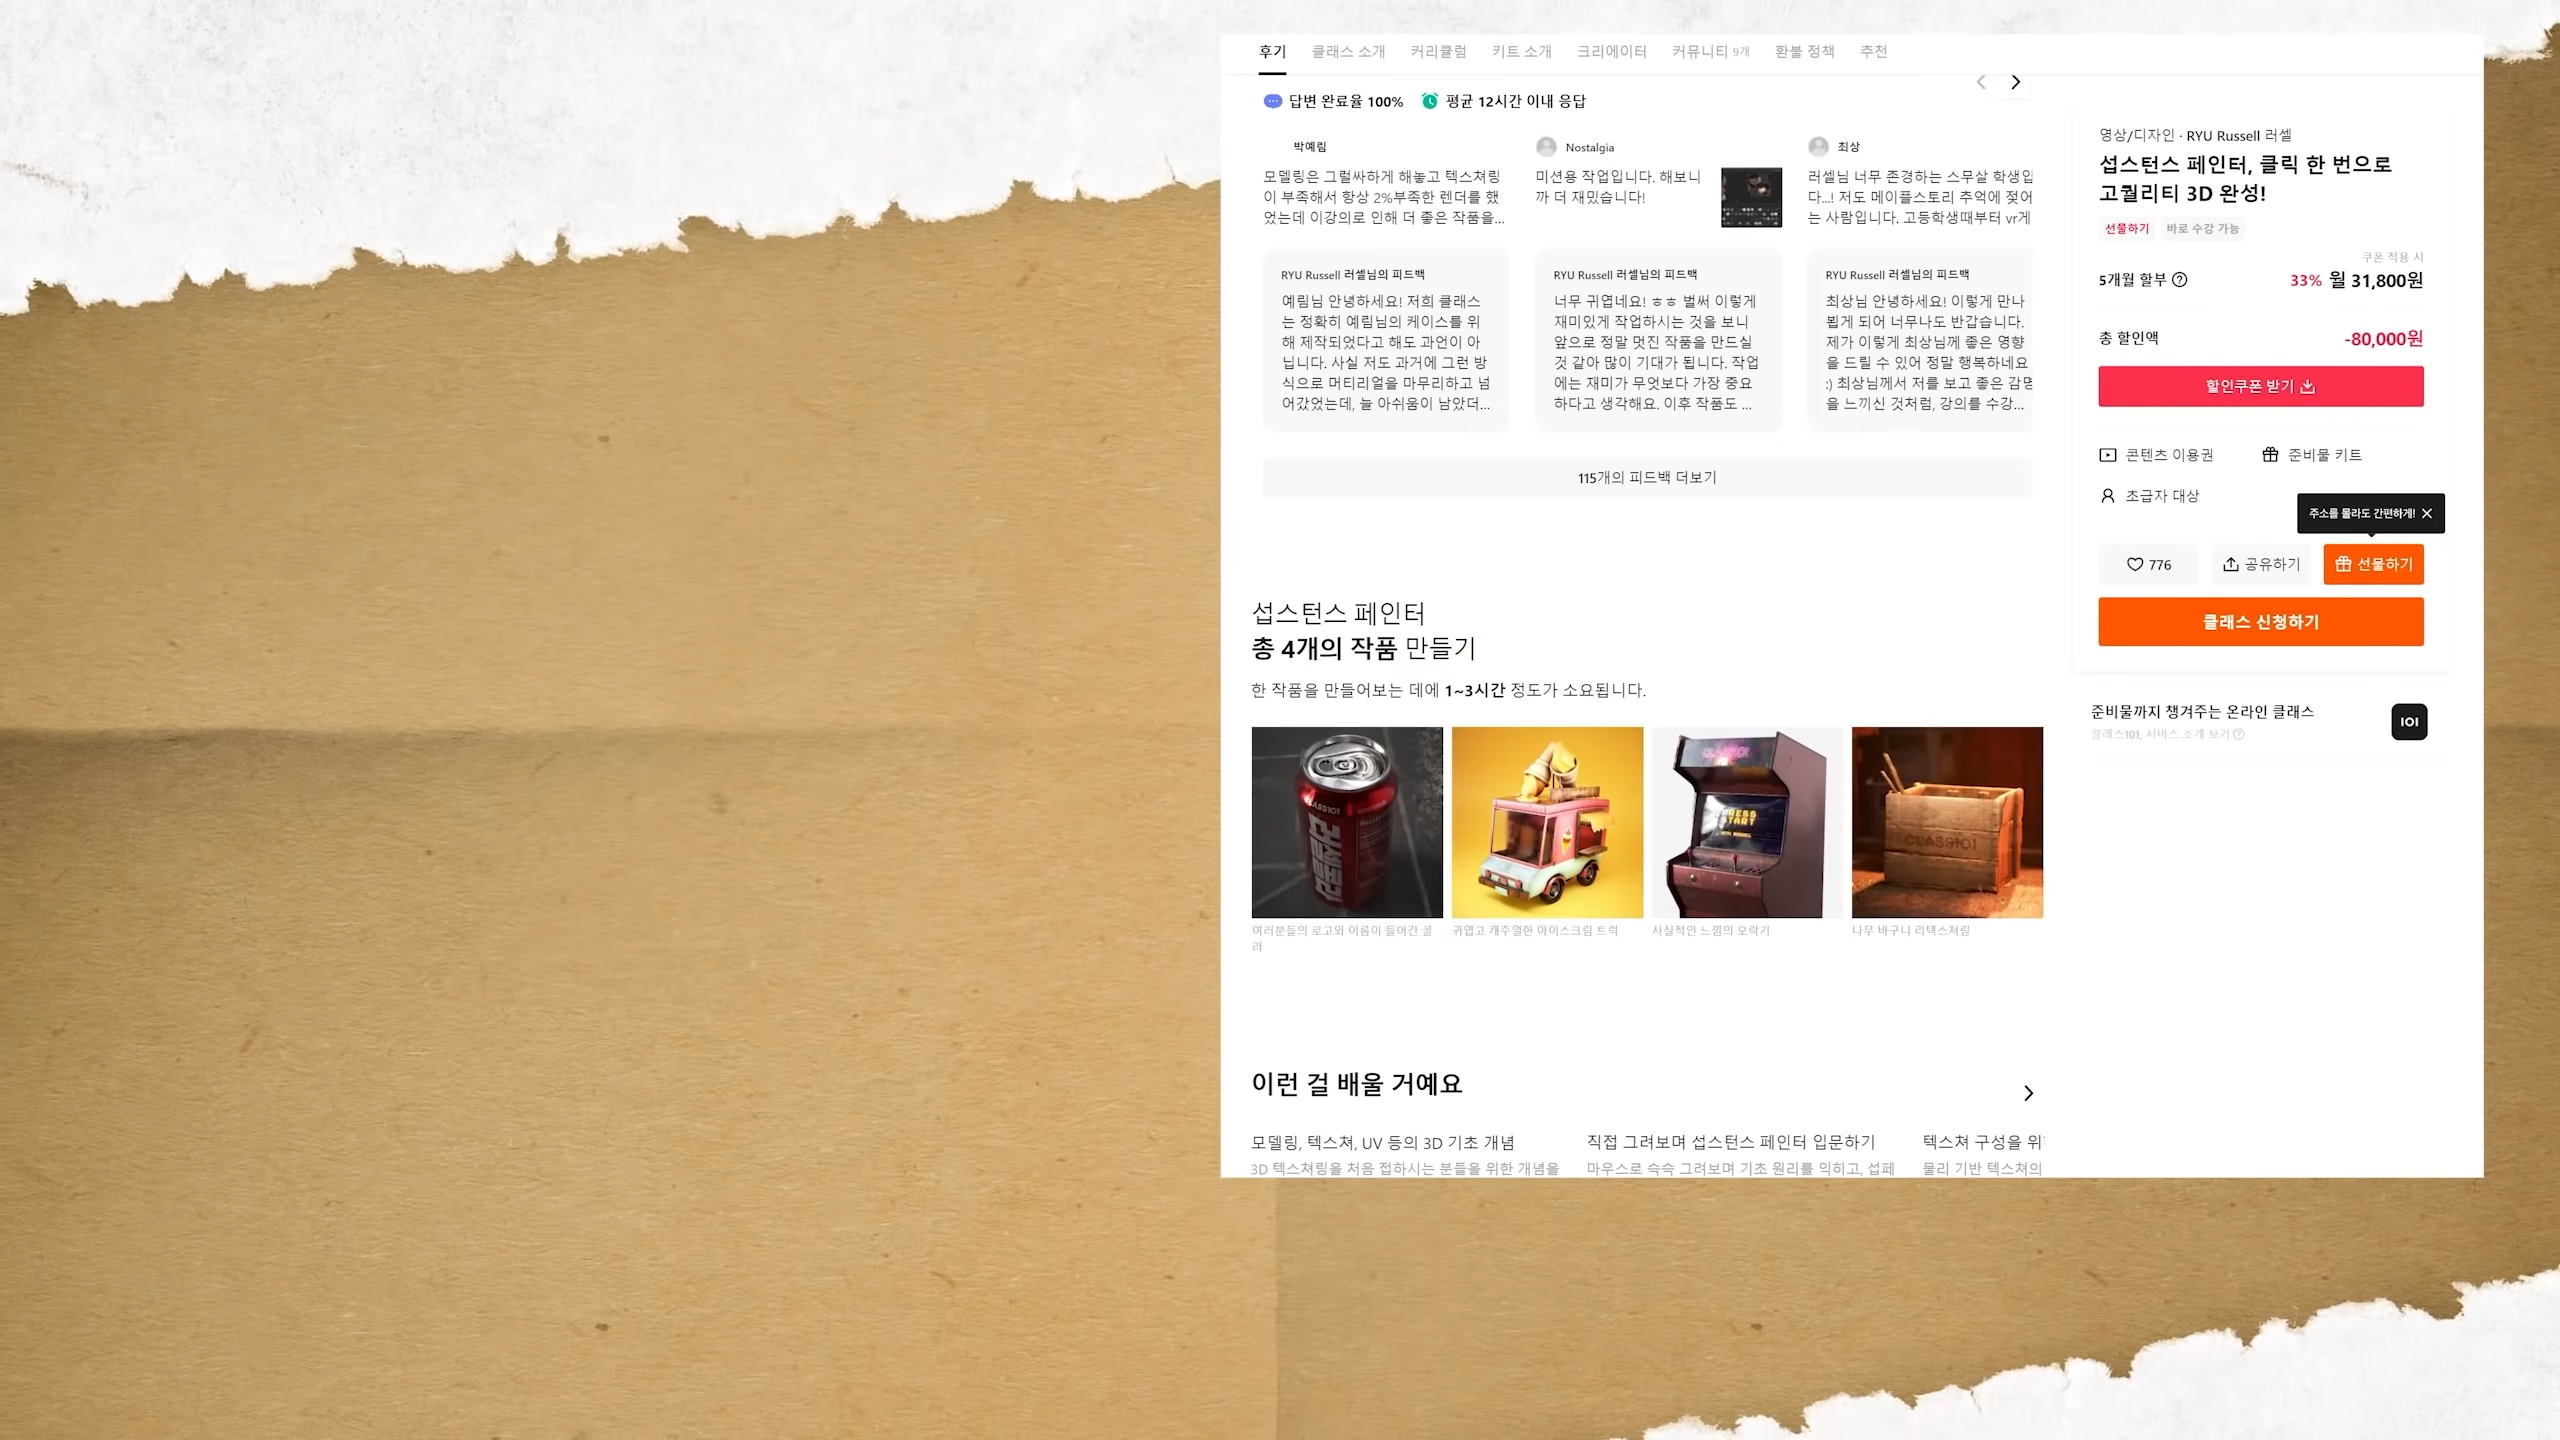 후기 클래스 소개 커리큘럼 키트 소개 크리에이터 커뮤니티 9개 환불 정책 추천
답변 완료율 100% 평균 12시간 이내 응답
박예림
모델링은 그럴싸하게 해놓고 텍스쳐링
이 부족해서 항상 2%부족한 렌더를 했
었는데 이강의로 인해 더 좋은 작품을...
Nostalgia
미션용 작업입니다. 해보니
까 더 재밌습니다!
최상
러셀님 너무 존경하는 스무살 학생입
다...! 저도 메이플스토리 추억에 젖어
는 사람입니다. 고등학생때부터 vr게
RYU Russell 러셀님의 피드백
예림님 안녕하세요! 저희 클래스
는 정확히 예림님의 케이스를 위
해 제작되었다고 해도 과언이 아
닙니다. 사실 저도 과거에 그런 방
식으로 머티리얼을 마무리하고 넘
어갔었는데, 늘 아쉬움이 남았더...
RYU Russell 러셀님의 피드백
너무 귀엽네요! ㅎㅎ 벌써 이렇게
재미있게 작업하시는 것을 보니
앞으로 정말 멋진 작품을 만드실
것 같아 많이 기대가 됩니다. 작업
에는 재미가 무엇보다 가장 중요
하다고 생각해요. 이후 작품도 ...
RYU Russell 러셀님의 피드백
최상님 안녕하세요! 이렇게 만나
뵙게 되어 너무나도 반갑습니다.
제가 이렇게 최상님께 좋은 영향
을 드릴 수 있어 정말 행복하네요
:) 최상님께서 저를 보고 좋은 감명
을 느끼신 것처럼, 강의를 수강...
115개의 피드백 더보기
섭스턴스 페인터
총 4개의 작품 만들기
한 작품을 만들어보는 데에 1~3시간 정도가 소요됩니다.
CLASS101
CLASS101
PRESS
START
CLASS101
여러분들의 로고와 이름이 들어간 콜
라
귀엽고 캐주얼한 아이스크림 트럭
사실적인 느낌의 오락기
나무 바구니 리텍스쳐링
이런 걸 배울 거예요
모델링, 텍스쳐, UV 등의 3D 기초 개념
3D 텍스쳐링을 처음 접하시는 분들을 위한 개념을
직접 그려보며 섭스턴스 페인터 입문하기
마우스로 슥슥 그려보며 기초 원리를 익히고, 섭페
텍스쳐 구성을 위
물리 기반 텍스쳐의
영상/디자인 · RYU Russell 러셀
섭스턴스 페인터, 클릭 한 번으로
고퀄리티 3D 완성!
선물하기 바로 수강 가능
쿠폰 적용 시
5개월 할부 33% 월 31,800원
총 할인액 -80,000원
할인쿠폰 받기
콘텐츠 이용권 준비물 키트
초급자 대상
주소를 몰라도 간편하게!
776 공유하기 선물하기
클래스 신청하기
준비물까지 챙겨주는 온라인 클래스
클래스101, 서비스 소개 보기
101